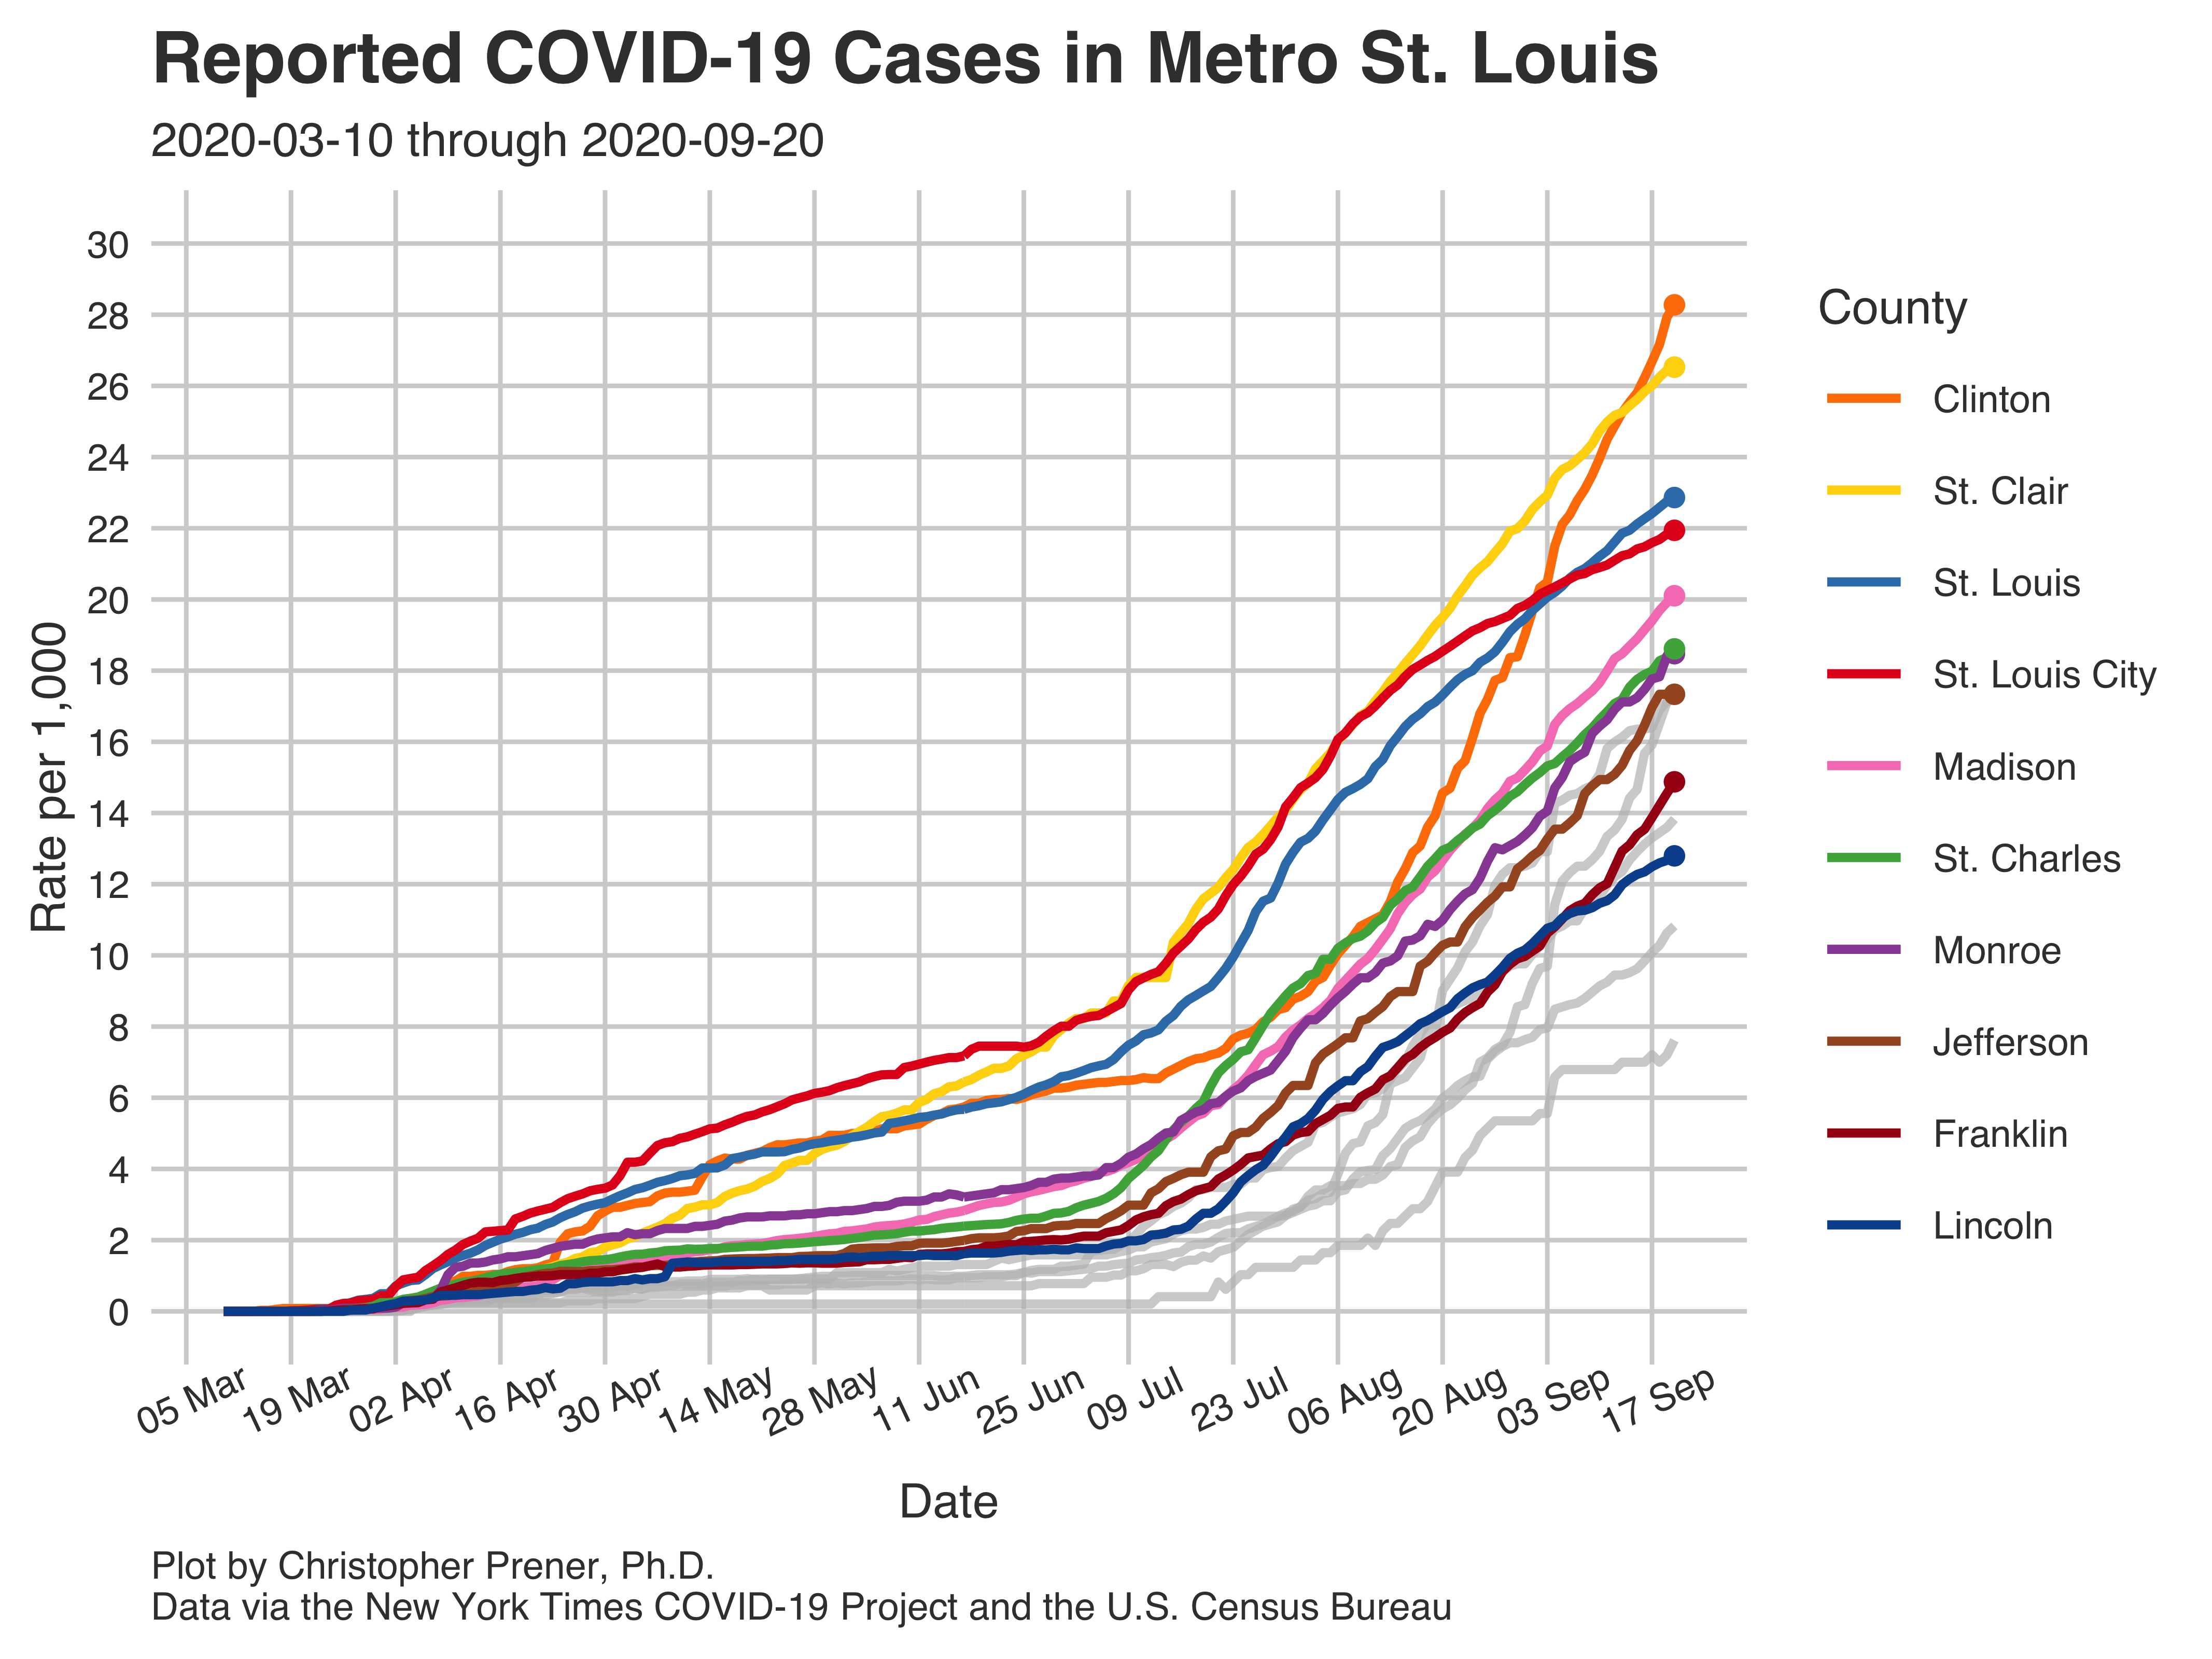 Reported COVID-19 Cases in Metro St. Louis
2020-03-10 through 2020-09-20
30
28
26
24
22
20
18
16
14
12
10
8
6
4
2
0
Rate per 1,000
05 Mar
19 Mar
02 Apr
16 Apr
30 Apr
14 May
28 May
11 Jun
25 Jun
09 Jul
23 Jul
06 Aug
20 Aug
03 Sep
17 Sep
Date
County
Clinton
St. Clair
St. Louis
St. Louis City
Madison
St. Charles
Monroe
Jefferson
Franklin
Lincoln
Plot by Christopher Prener, Ph.D.
Data via the New York Times COVID-19 Project and the U.S. Census Bureau